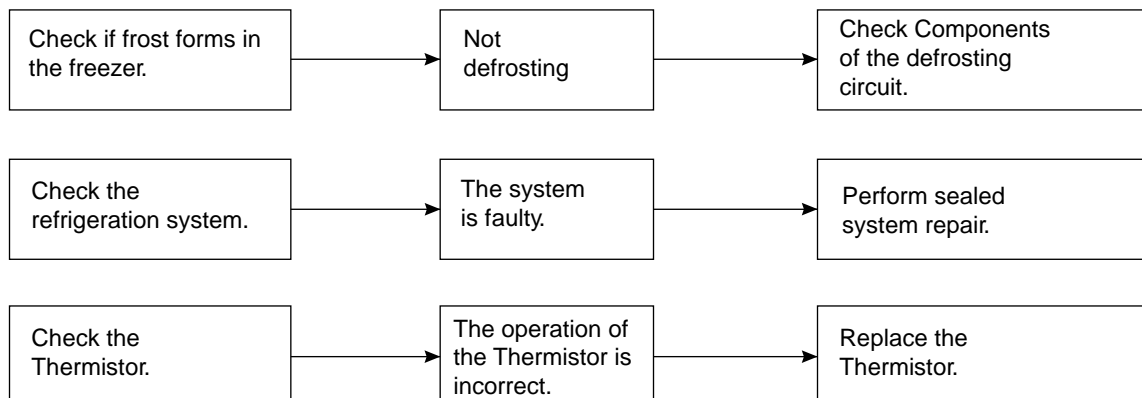 Check if frost forms in
the freezer.
Not
defrosting
Check Components
of the defrosting
circuit.
Check the
refrigeration system.
The system
is faulty.
Perform sealed
system repair.
Check the
Thermistor.
The operation of
the Thermistor is
incorrect.
Replace the
Thermistor.